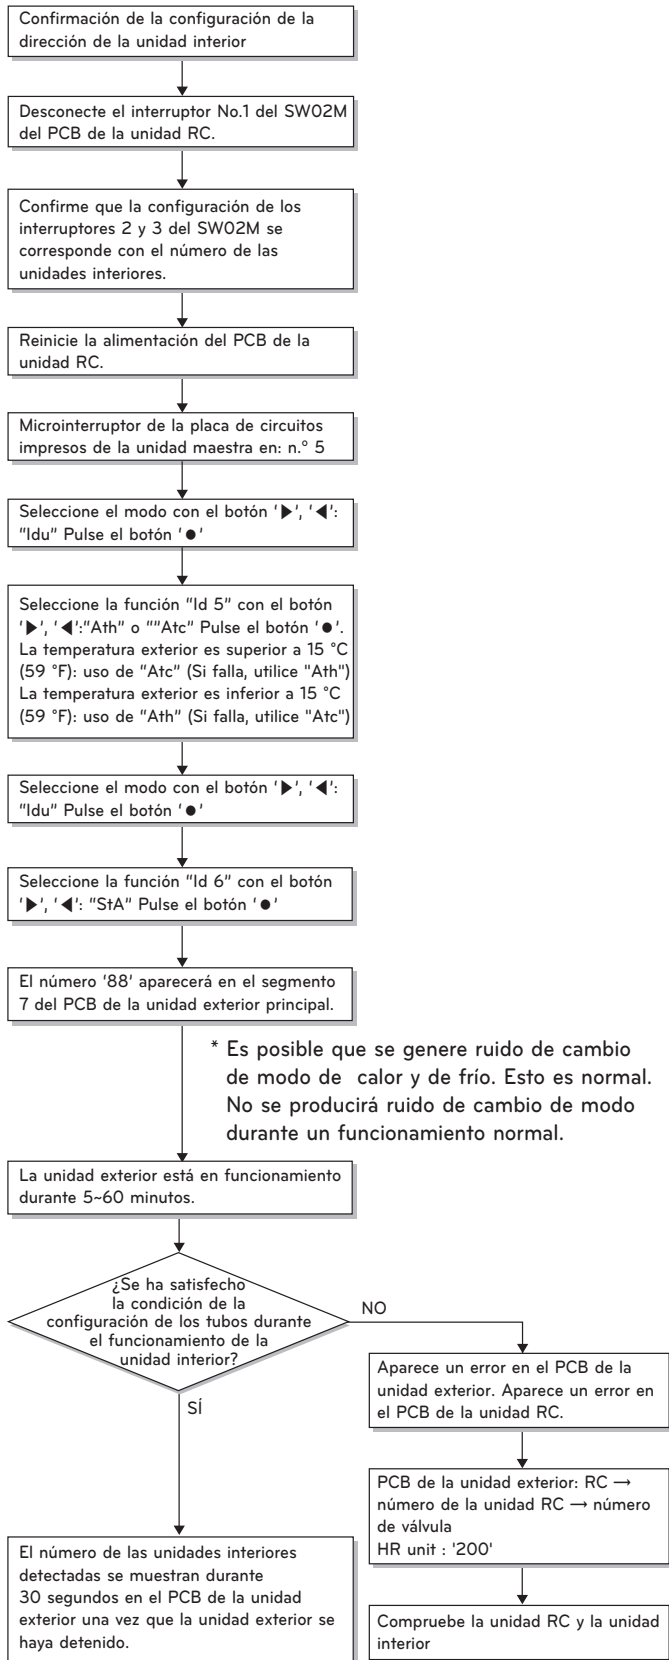 Confirmación de la configuración de la
dirección de la unidad interior
Desconecte el interruptor No.1 del SW02M
del PCB de la unidad RC.
Confirme que la configuración de los
interruptores 2 y 3 del SW02M se
corresponde con el número de las
unidades interiores.
Reinicie la alimentación del PCB de la
unidad RC.
Microinterruptor de la placa de circuitos
impresos de la unidad maestra en: n.° 5
Seleccione el modo con el botón '▶', '◀':
"Idu" Pulse el botón '●'
Seleccione la función "Id 5" con el botón
'▶', '◀':"Ath" o ""Atc" Pulse el botón '●'.
La temperatura exterior es superior a 15 °C
(59 °F): uso de "Atc" (Si falla, utilice "Ath")
La temperatura exterior es inferior a 15 °C
(59 °F): uso de "Ath" (Si falla, utilice "Atc")
Seleccione el modo con el botón '▶', '◀':
"Idu" Pulse el botón '●'
Seleccione la función "Id 6" con el botón
'▶', '◀': "StA" Pulse el botón '●'
El número '88' aparecerá en el segmento
7 del PCB de la unidad exterior principal.
* Es posible que se genere ruido de cambio
de modo de calor y de frío. Esto es normal.
No se producirá ruido de cambio de modo
durante un funcionamiento normal.
La unidad exterior está en funcionamiento
durante 5~60 minutos.
¿Se ha satisfecho
la condición de la
configuración de los tubos durante
el funcionamiento de la
unidad interior?
NO
Aparece un error en el PCB de la
unidad exterior. Aparece un error en
el PCB de la unidad RC.
PCB de la unidad exterior: RC →
número de la unidad RC → número
de válvula
HR unit : '200'
Compruebe la unidad RC y la unidad
interior
SÍ
El número de las unidades interiores
detectadas se muestran durante
30 segundos en el PCB de la unidad
exterior una vez que la unidad exterior se
haya detenido.